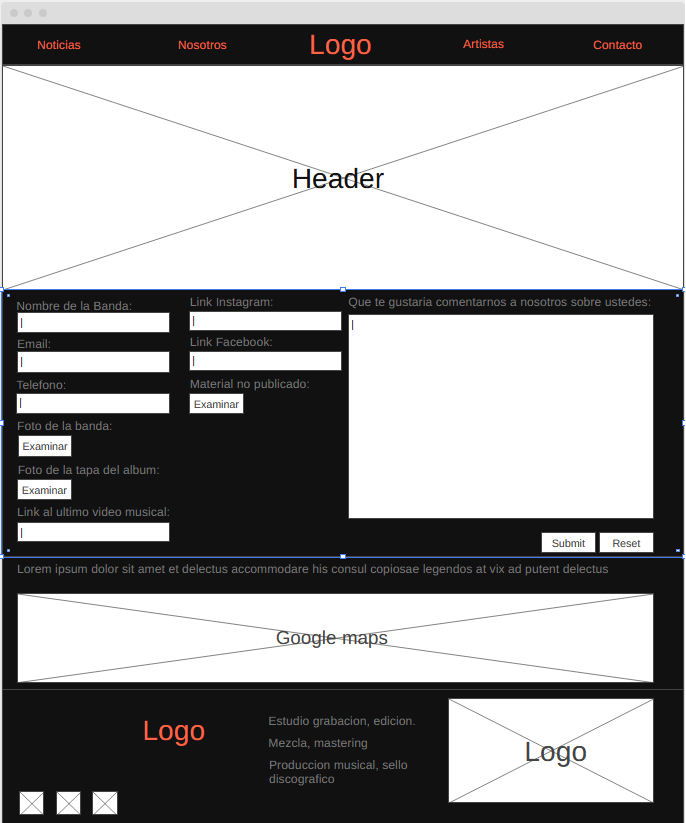 Noticias
Nosotros
Logo
Artistas
Contacto
Header
Nombre de la Banda:
Email:
Telefono:
Foto de la banda:
Examinar
Foto de la tapa del album:
Examinar
Link al ultimo video musical:
Link Instagram:
Link Facebook:
Material no publicado:
Examinar
Que te gustaria comentarnos a nosotros sobre ustedes:
Submit
Reset
Lorem ipsum dolor sit amet et delectus accommodare his consul copiosae legendos at vix ad putent delectus
Google maps
Logo
Estudio grabacion, edicion.
Mezcla, mastering
Produccion musical, sello
discografico
Logo